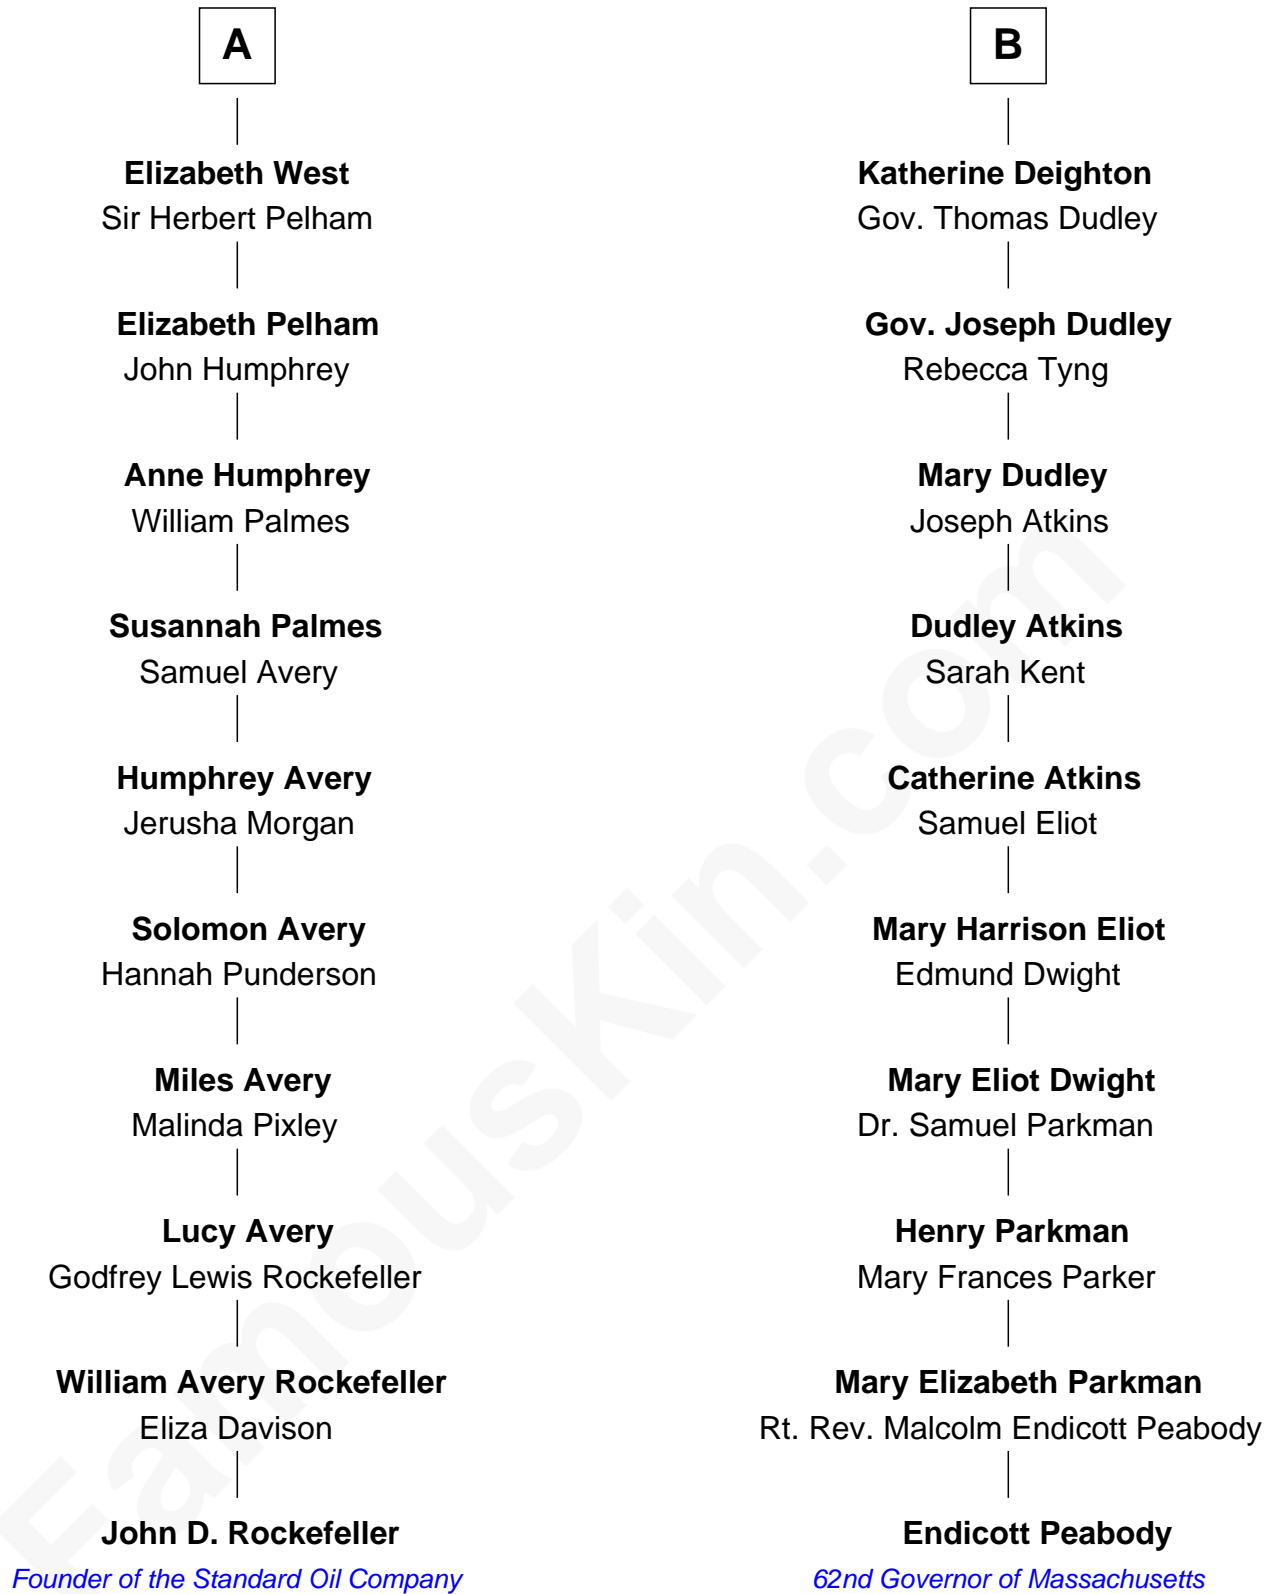 A
Elizabeth West
Sir Herbert Pelham
Elizabeth Pelham
John Humphrey
Anne Humphrey
William Palmes
Susannah Palmes
Samuel Avery
Humphrey Avery
Jerusha Morgan
Solomon Avery
Hannah Punderson
Miles Avery
Malinda Pixley
Lucy Avery
Godfrey Lewis Rockefeller
William Avery Rockefeller
Eliza Davison
John D. Rockefeller
Founder of the Standard Oil Company
B
Katherine Deighton
Gov. Thomas Dudley
Gov. Joseph Dudley
Rebecca Tyng
Mary Dudley
Joseph Atkins
Dudley Atkins
Sarah Kent
Catherine Atkins
Samuel Eliot
Mary Harrison Eliot
Edmund Dwight
Mary Eliot Dwight
Dr. Samuel Parkman
Henry Parkman
Mary Frances Parker
Mary Elizabeth Parkman
Rt. Rev. Malcolm Endicott Peabody
Endicott Peabody
62nd Governor of Massachusetts
FamousKin.com